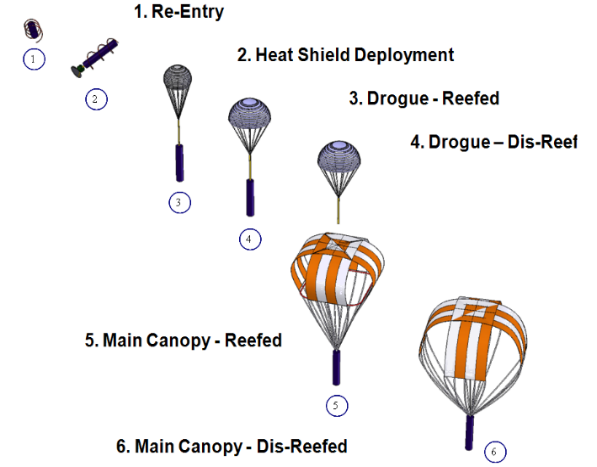 1. Re-Entry
2. Heat Shield Deployment
3. Drogue - Reefed
4. Drogue – Dis-Reef
1
2
3
4
5. Main Canopy - Reefed
5
6. Main Canopy - Dis-Reefed
6